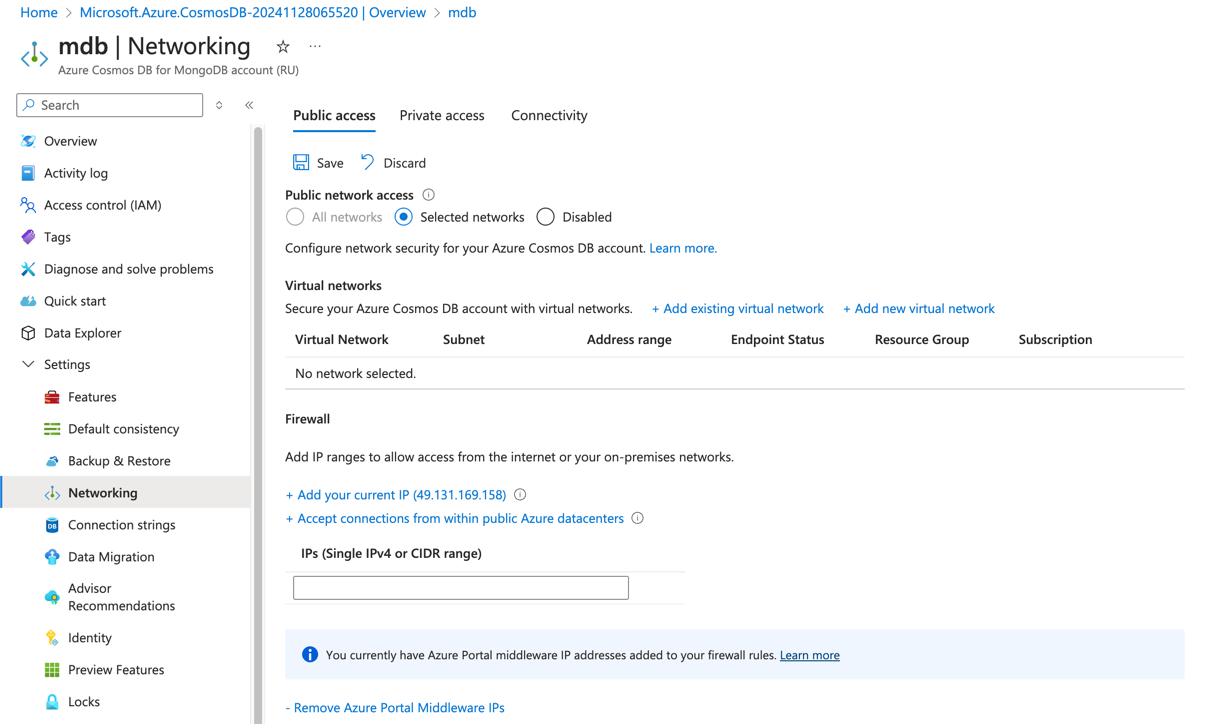 Home > Microsoft.Azure.CosmosDB-20241128065520 | Overview > mdb
mdb | Networking ☆ ···
Azure Cosmos DB for MongoDB account (RU)
Search
«
Overview
Activity log
Access control (IAM)
Tags
Diagnose and solve problems
Quick start
Data Explorer
Settings
Features
Default consistency
Backup & Restore
Networking
Connection strings
Data Migration
Advisor
Recommendations
Identity
Preview Features
Locks
Public access Private access Connectivity
Save Discard
Public network access
All networks Selected networks Disabled
Configure network security for your Azure Cosmos DB account. Learn more.
Virtual networks
Secure your Azure Cosmos DB account with virtual networks. + Add existing virtual network + Add new virtual network
Virtual Network Subnet Address range Endpoint Status Resource Group Subscription
No network selected.
Firewall
Add IP ranges to allow access from the internet or your on-premises networks.
+ Add your current IP (49.131.169.158)
+ Accept connections from within public Azure datacenters
IPs (Single IPv4 or CIDR range)
You currently have Azure Portal middleware IP addresses added to your firewall rules. Learn more
- Remove Azure Portal Middleware IPs